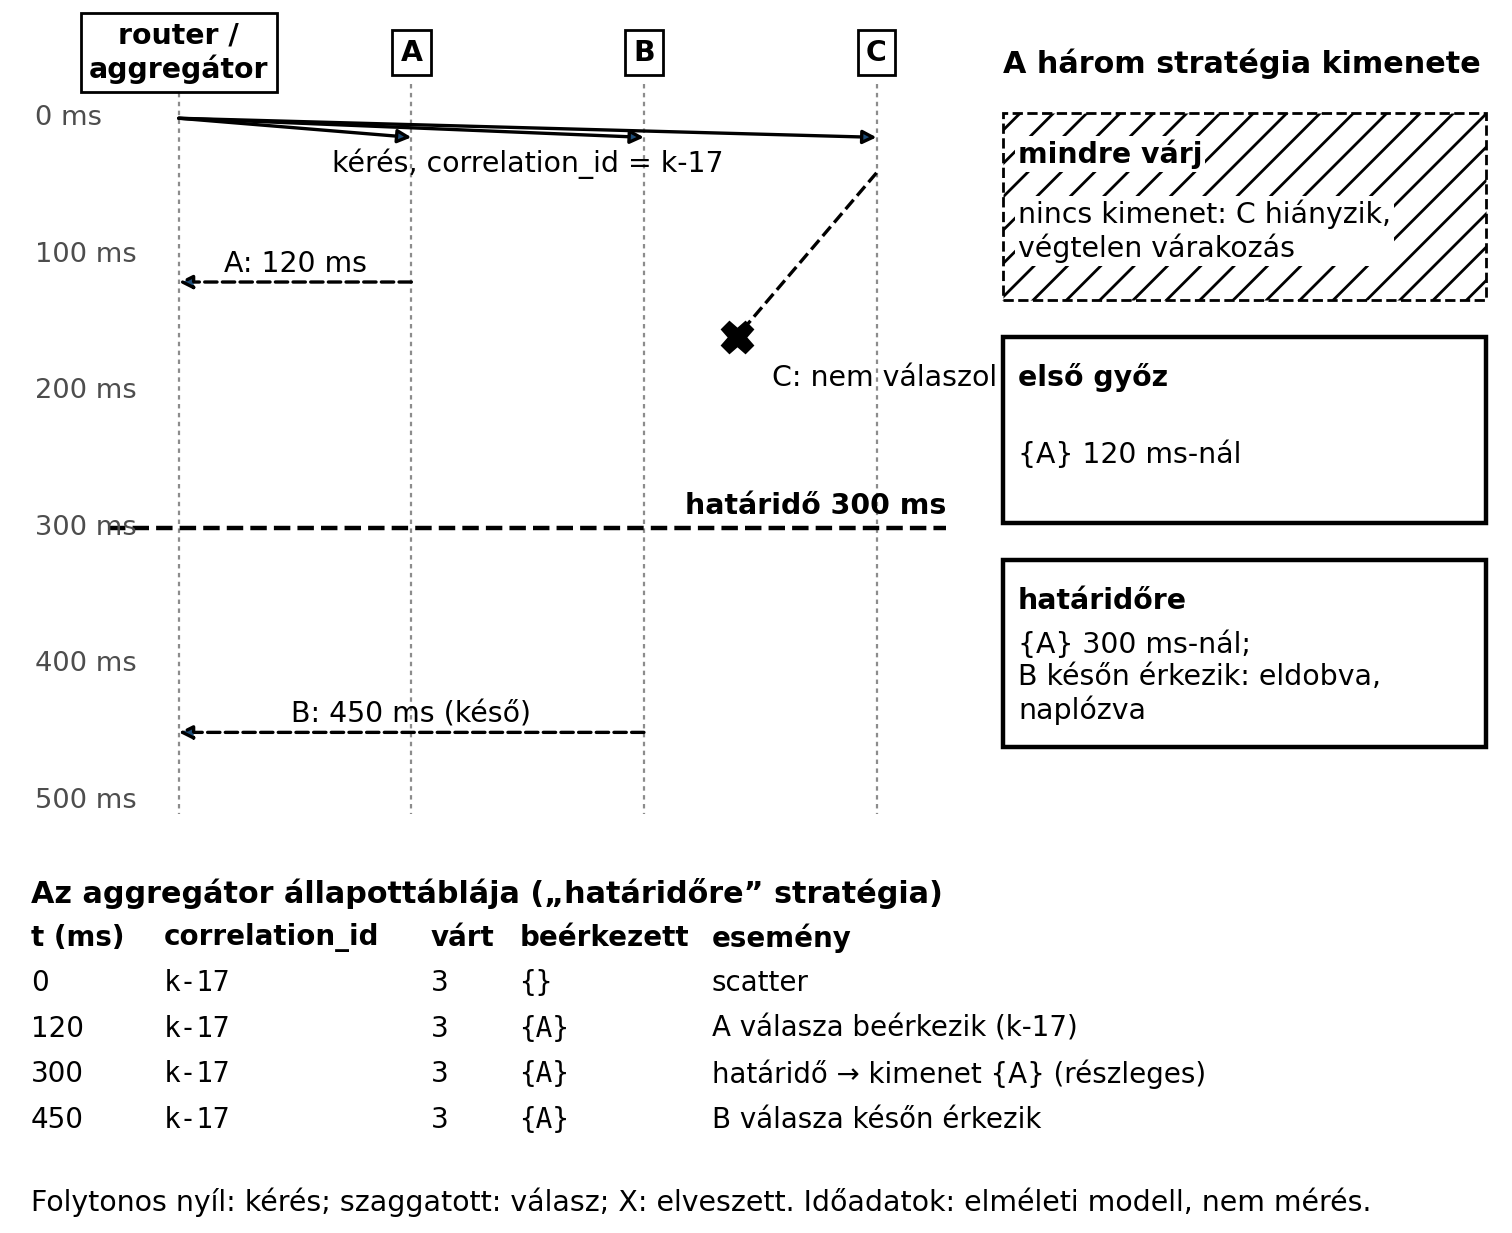 router /
aggregátor
A
B
C
0 ms
kérés, correlation_id = k-17
100 ms
A: 120 ms
200 ms
C: nem válaszol
határidő 300 ms
300 ms
400 ms
B: 450 ms (késő)
500 ms
A három stratégia kimenete
mindre várj
nincs kimenet: C hiányzik,
végtelen várakozás
első győz
{A} 120 ms-nál
határidőre
{A} 300 ms-nál;
B későn érkezik: eldobva,
naplózva
Az aggregátor állapottáblája („határidőre” stratégia)
t (ms) correlation_id várt beérkezett esemény
0 k-17 3 {} scatter
120 k-17 3 {A} A válasza beérkezik (k-17)
300 k-17 3 {A} határidő → kimenet {A} (részleges)
450 k-17 3 {A} B válasza későn érkezik
Folytonos nyíl: kérés; szaggatott: válasz; X: elveszett. Időadatok: elméleti modell, nem mérés.